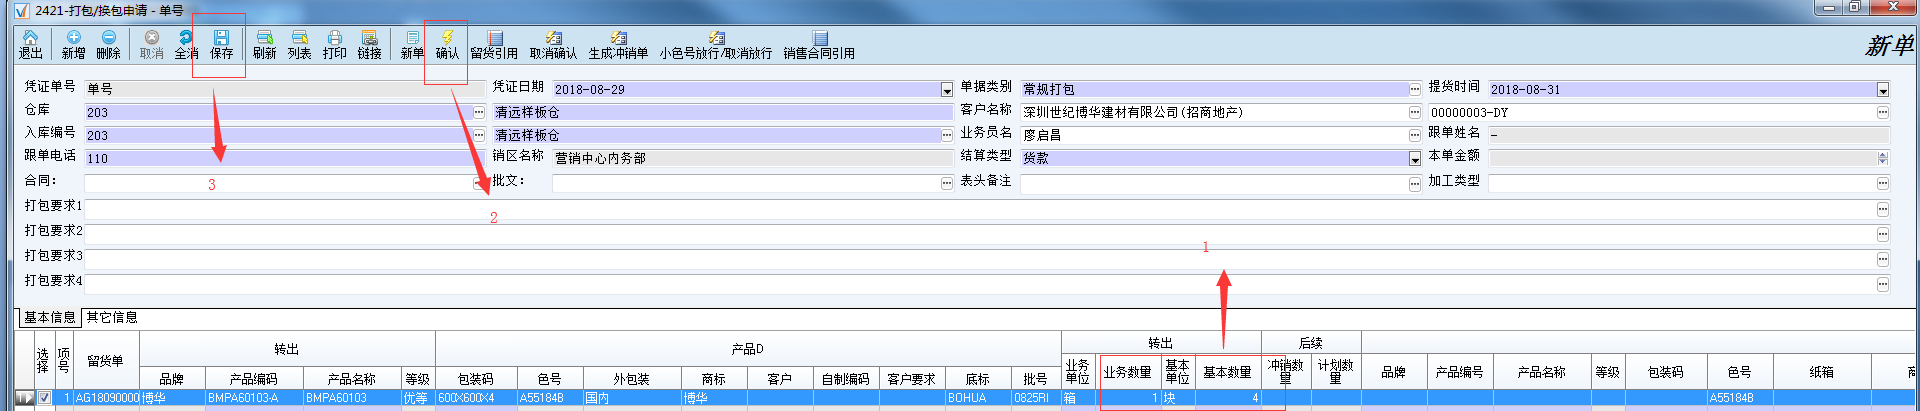 2421-打包/换包申请 - 单号
退出 新增 删除 取消 全消 保存 刷新 列表 打印 链接 新单 确认 留货引用 取消确认 生成冲销单 小色号放行/取消放行 销售合同引用 新单
凭证单号 单号 凭证日期 2018-08-29 单据类别 常规打包 提货时间 2018-08-31
仓库 203 清远样板仓 客户名称 深圳世纪博华建材有限公司(招商地产) 00000003-DY
入库编号 203 清远样板仓 业务员名 廖启昌 跟单姓名 -
跟单电话 110 销区名称 营销中心内务部 结算类型 货款 本单金额
合同: 3 批文: 表头备注 加工类型
打包要求1
2
打包要求2
1
打包要求3
打包要求4
基本信息 其它信息
选择 项号 留货单 转出 产品D 转出 后续
品牌 产品编码 产品名称 等级 包装码 色号 外包装 商标 客户 自制编码 客户要求 底标 批号 业务单位 业务数量 基本单位 基本数量 冲销数量 计划数量 品牌 产品编号 产品名称 等级 包装码 色号 纸箱
1 AG18090000 博华 BMPA60103-A BMPA60103 优等 600X600X4 A55184B 国内 博华 BOHUA 0825RI 箱 1 块 4 A55184B